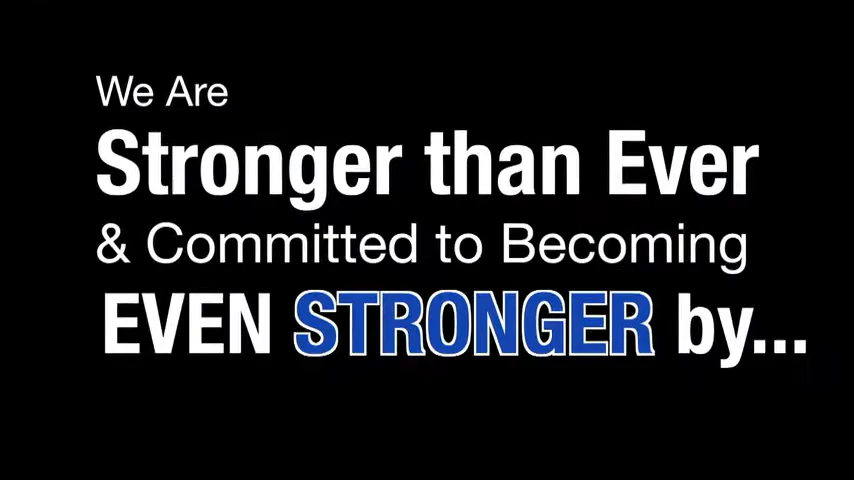 We Are
Stronger than Ever
& Committed to Becoming
EVEN STRONGER by...